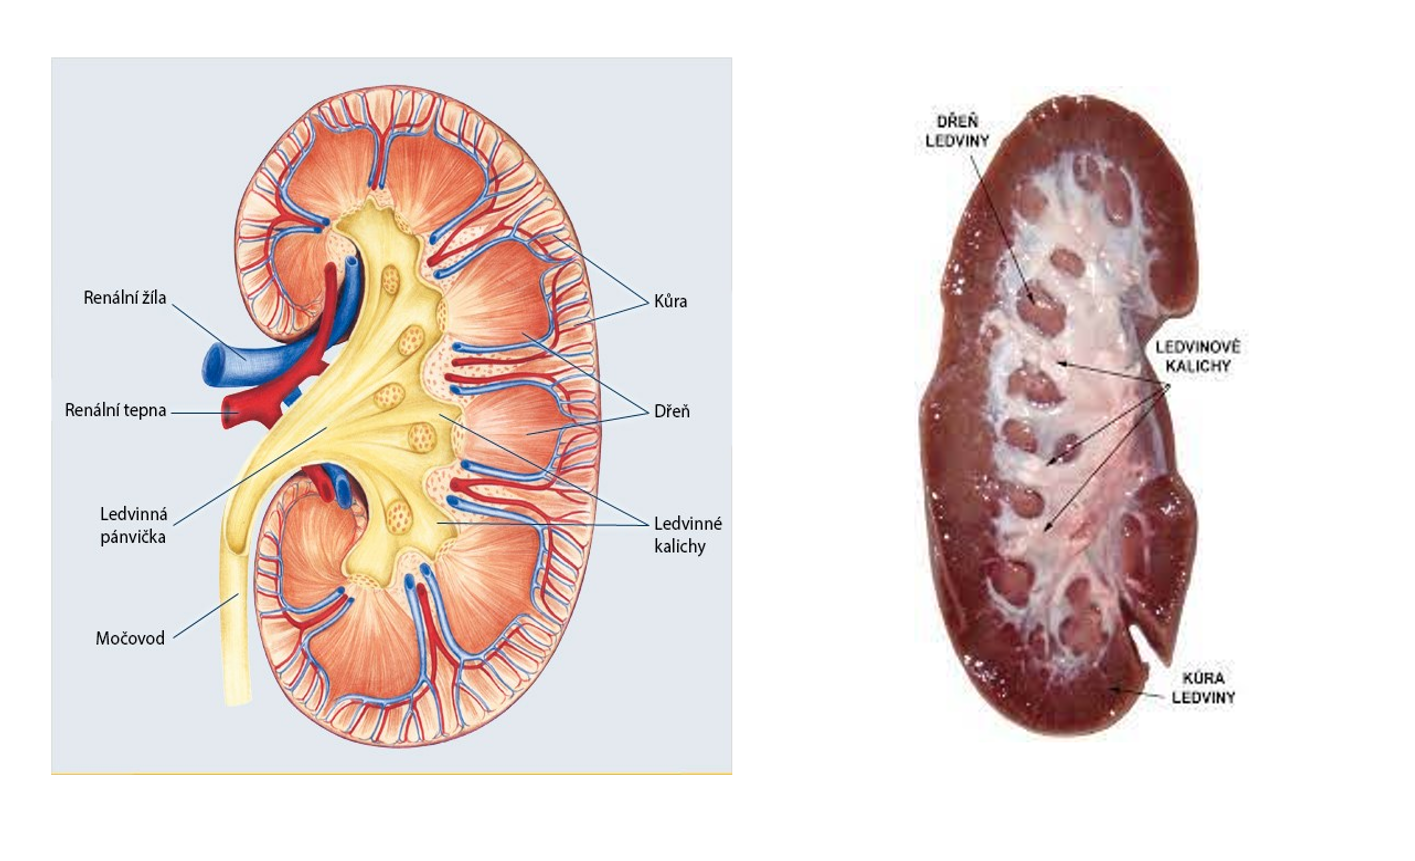 Renální žíla
Renální tepna
Ledvinná
pánvička
Močovod
Kůra
Dřeň
Ledvinné
kalichy
DŘEŇ
LEDVINY
LEDVINOVÉ
KALICHY
KŮRA
LEDVINY